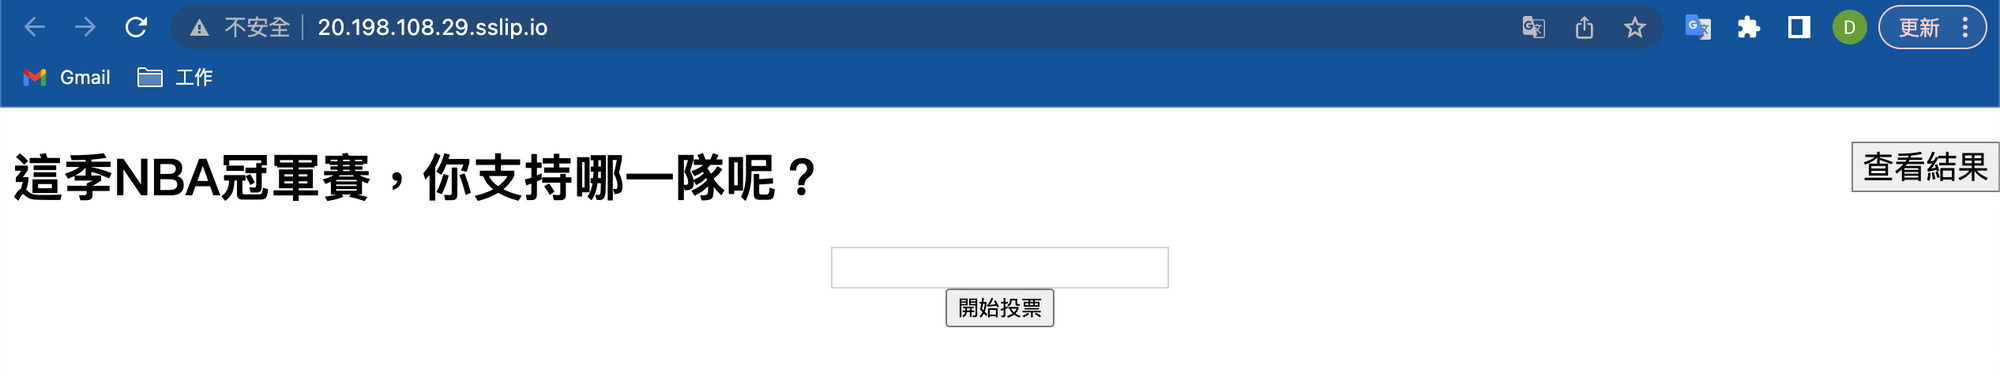 不安全 20.198.108.29.sslip.io D 更新
Gmail 工作
這季NBA冠軍賽，你支持哪一隊呢？ 查看結果
開始投票